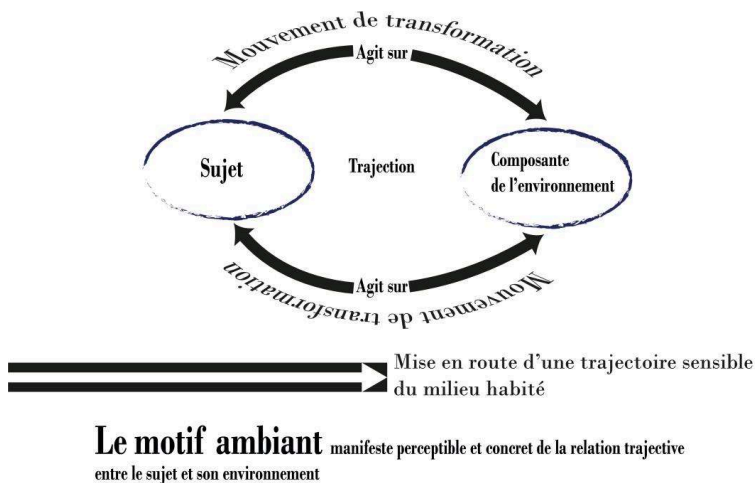 Mouvement de transformation
Agit sur
Sujet
Trajection
Composante
de l'environnement
Agit sur
Mouvement de transformation
Mise en route d'une trajectoire sensible
du milieu habité
Le motif ambiant manifeste perceptible et concret de la relation trajective
entre le sujet et son environnement